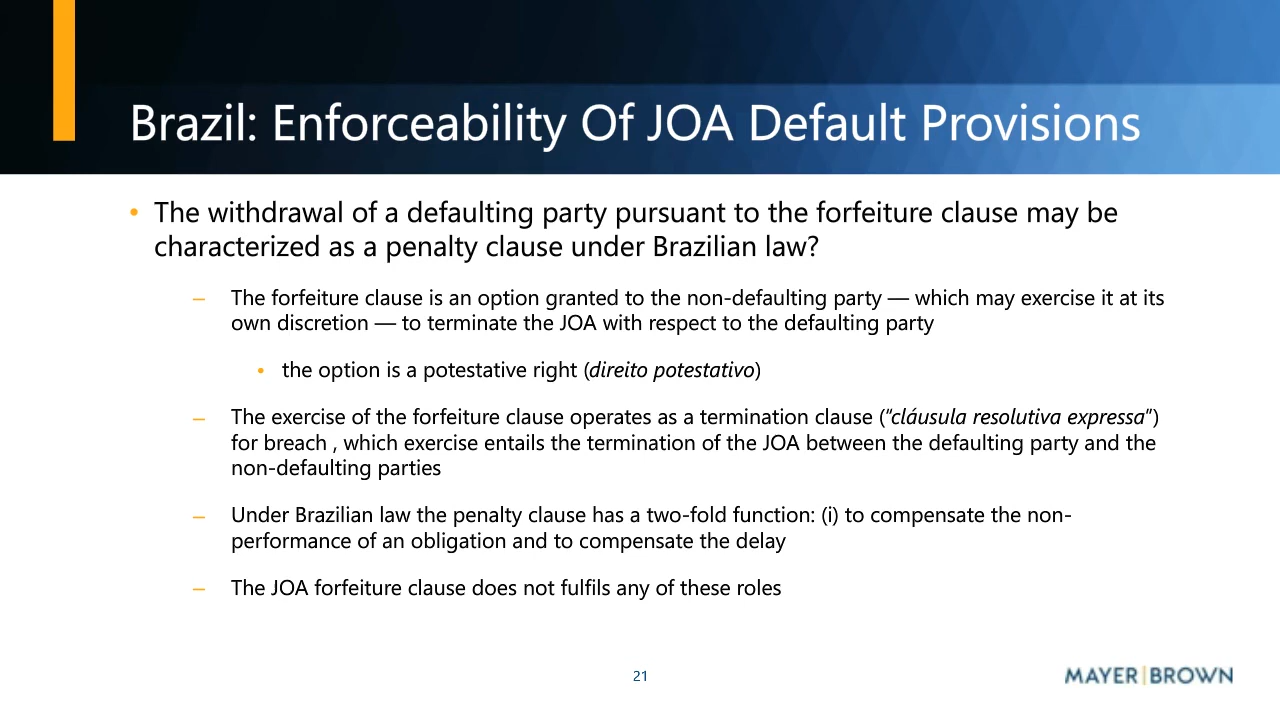 Brazil: Enforceability Of JOA Default Provisions
• The withdrawal of a defaulting party pursuant to the forfeiture clause may be
characterized as a penalty clause under Brazilian law?
– The forfeiture clause is an option granted to the non-defaulting party — which may exercise it at its
own discretion — to terminate the JOA with respect to the defaulting party
• the option is a potestative right (direito potestativo)
– The exercise of the forfeiture clause operates as a termination clause (“cláusula resolutiva expressa”)
for breach , which exercise entails the termination of the JOA between the defaulting party and the
non-defaulting parties
– Under Brazilian law the penalty clause has a two-fold function: (i) to compensate the non-
performance of an obligation and to compensate the delay
– The JOA forfeiture clause does not fulfils any of these roles
21
MAYER|BROWN